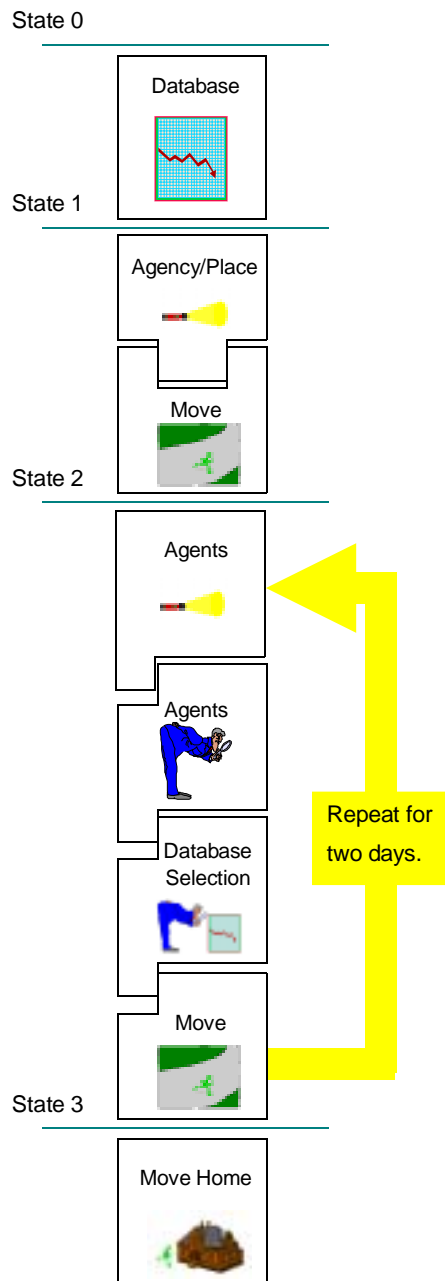 State 0
Database
State 1
Agency/Place
Move
State 2
Agents
Agents
Repeat for
two days.
Database
Selection
Move
State 3
Move Home